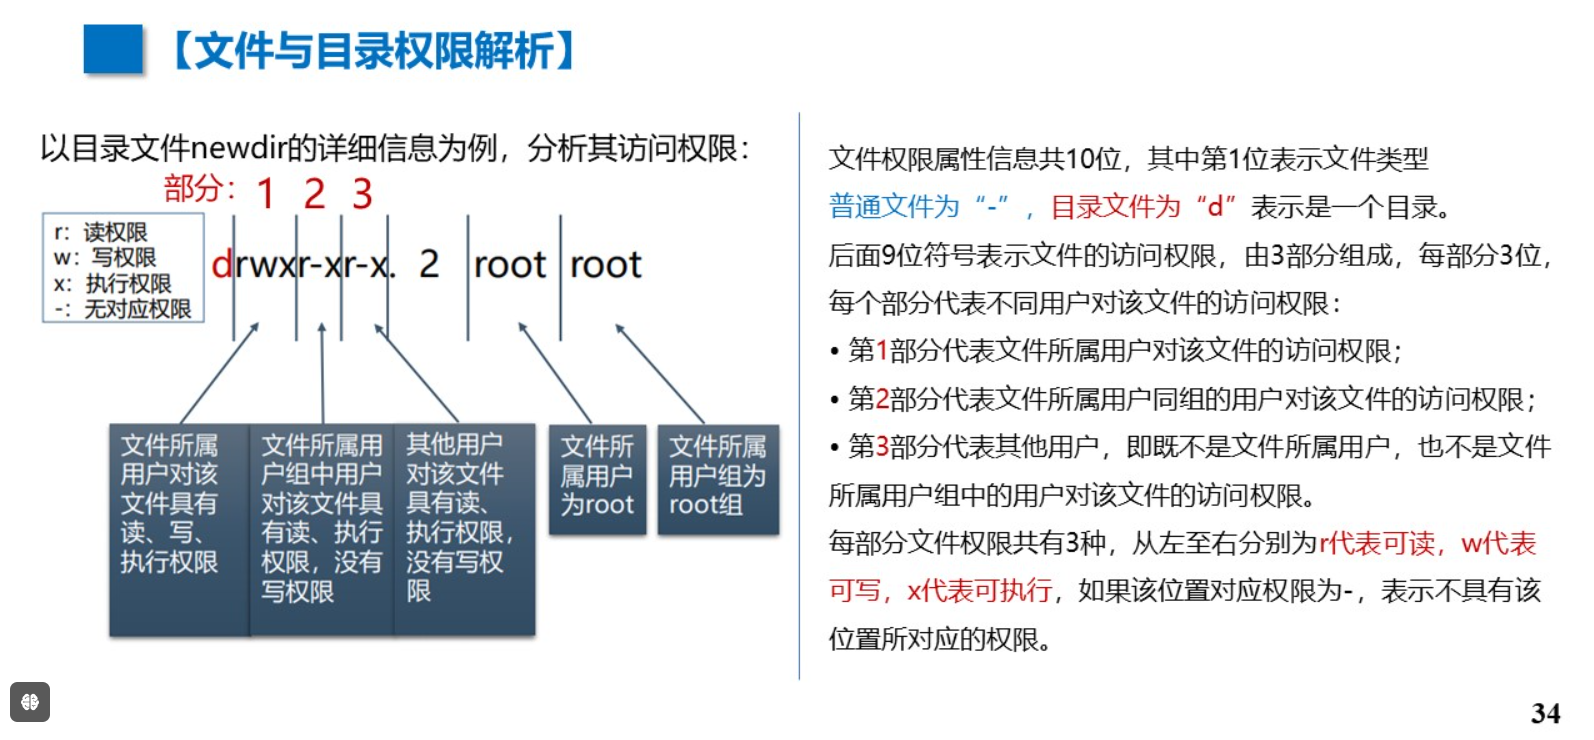 【文件与目录权限解析】
以目录文件newdir的详细信息为例，分析其访问权限：
部分：1 2 3
r：读权限
w：写权限
x：执行权限
-：无对应权限
drwxr-xr-x. 2 root root
文件所属
用户对该
文件具有
读、写、
执行权限
文件所属用
户组中用户
对该文件具
有读、执行
权限，没有
写权限
其他用户
对该文件
具有读、
执行权限，
没有写权
限
文件所
属用户
为root
文件所属
用户组为
root组
文件权限属性信息共10位，其中第1位表示文件类型
普通文件为“-”，目录文件为“d”表示是一个目录。
后面9位符号表示文件的访问权限，由3部分组成，每部分3位，
每个部分代表不同用户对该文件的访问权限：
• 第1部分代表文件所属用户对该文件的访问权限；
• 第2部分代表文件所属用户同组的用户对该文件的访问权限；
• 第3部分代表其他用户，即既不是文件所属用户，也不是文件
所属用户组中的用户对该文件的访问权限。
每部分文件权限共有3种，从左至右分别为r代表可读，w代表
可写，x代表可执行，如果该位置对应权限为-，表示不具有该
位置所对应的权限。
34